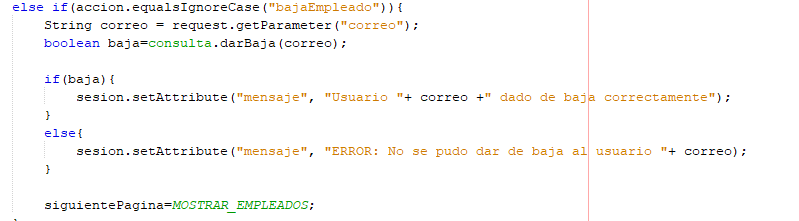 else if(accion.equalsIgnoreCase("bajaEmpleado")){
String correo = request.getParameter("correo");
boolean baja=consulta.darBaja(correo);
if(baja){
sesion.setAttribute("mensaje", "Usuario "+ correo +" dado de baja correctamente");
}
else{
sesion.setAttribute("mensaje", "ERROR: No se pudo dar de baja al usuario "+ correo);
}
siguientePagina=MOSTRAR_EMPLEADOS;